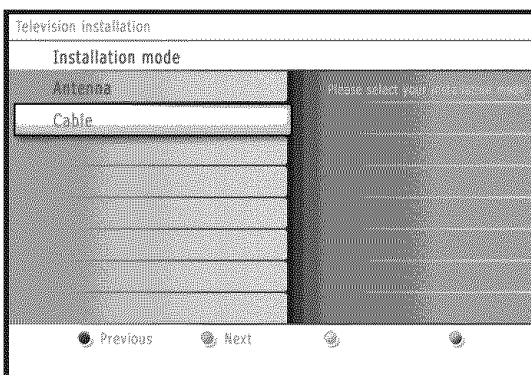 Television installation
Installation mode
Antenna
Please select your installation mode
Cable
Previous Next